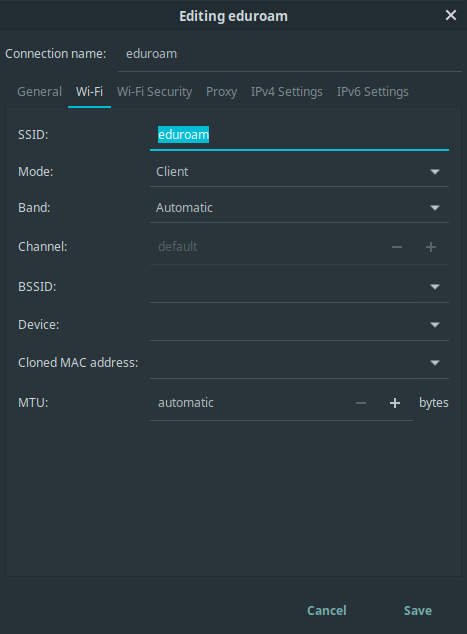 Editing eduroam
Connection name: eduroam
General Wi-Fi Wi-Fi Security Proxy IPv4 Settings IPv6 Settings
SSID: eduroam
Mode: Client
Band: Automatic
Channel: default
BSSID:
Device:
Cloned MAC address:
MTU: automatic bytes
Cancel Save